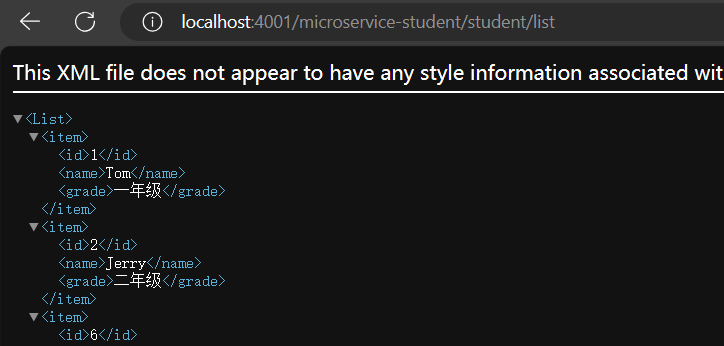 localhost:4001/microservice-student/student/list
This XML file does not appear to have any style information associated wit
▼<List>
▼<item>
<id>1</id>
<name>Tom</name>
<grade>一年级</grade>
</item>
▼<item>
<id>2</id>
<name>Jerry</name>
<grade>二年级</grade>
</item>
▼<item>
<id>6</id>